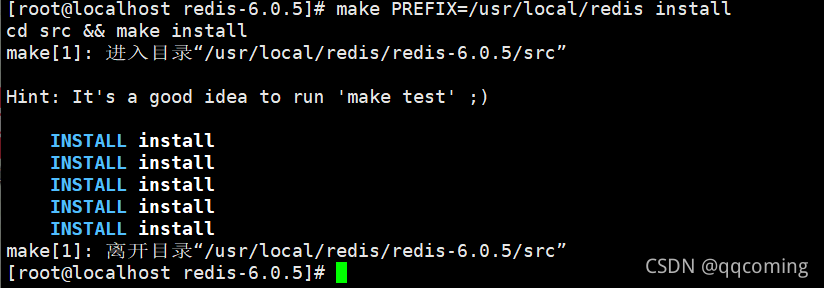 [root@localhost redis-6.0.5]# make PREFIX=/usr/local/redis install
cd src && make install
make[1]: 进入目录“/usr/local/redis/redis-6.0.5/src”
Hint: It's a good idea to run 'make test' ;)
INSTALL install
INSTALL install
INSTALL install
INSTALL install
INSTALL install
make[1]: 离开目录“/usr/local/redis/redis-6.0.5/src”
[root@localhost redis-6.0.5]#
CSDN @qqcoming